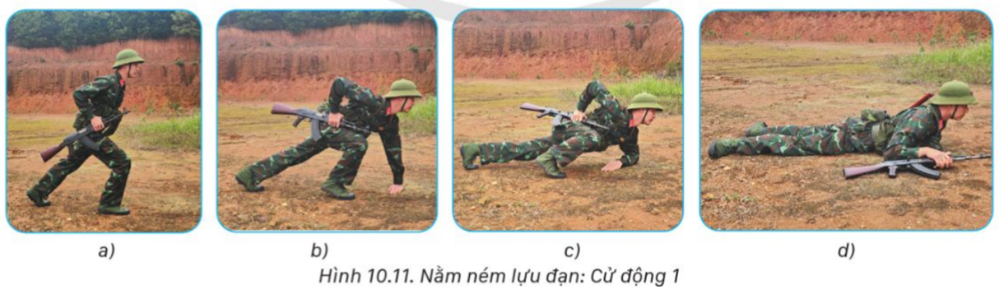 a) b) c) d)
Hình 10.11. Nằm ném lựu đạn: Cử động 1